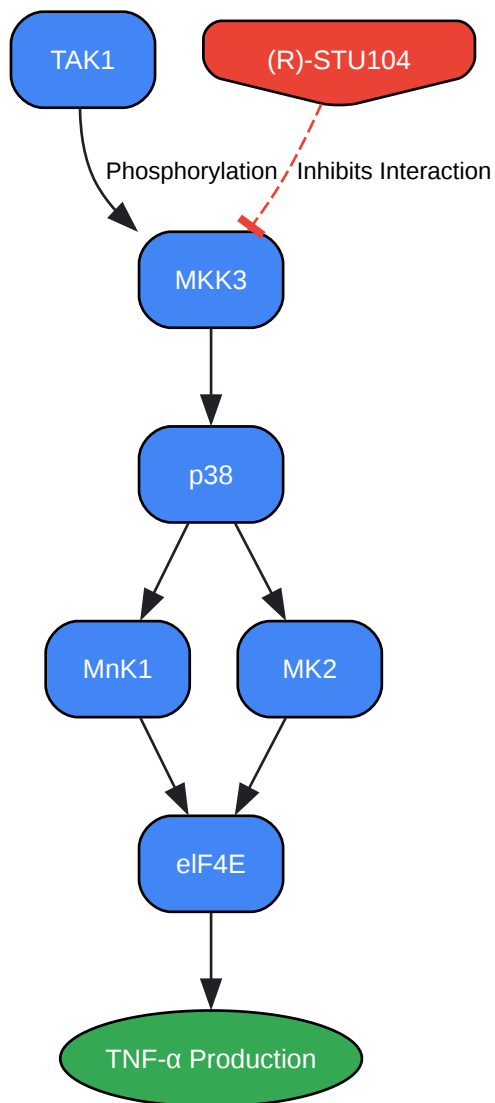 TAK1
(R)-STU104
Phosphorylation
Inhibits Interaction
MKK3
p38
MnK1
MK2
eIF4E
TNF-α Production